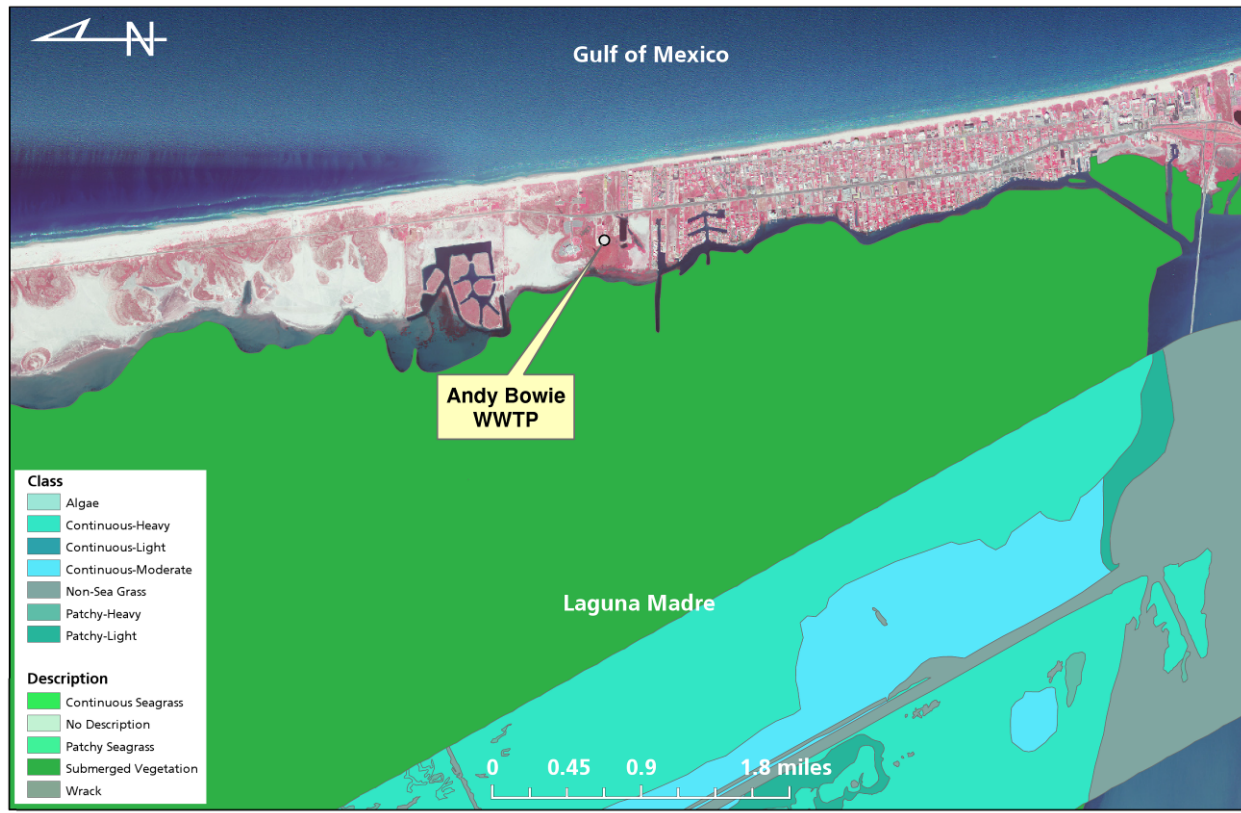 N
Gulf of Mexico
Andy Bowie
WWTP
Laguna Madre
Class
Algae
Continuous-Heavy
Continuous-Light
Continuous-Moderate
Non-Sea Grass
Patchy-Heavy
Patchy-Light
Description
Continuous Seagrass
No Description
Patchy Seagrass
Submerged Vegetation
Wrack
0 0.45 0.9 1.8 miles